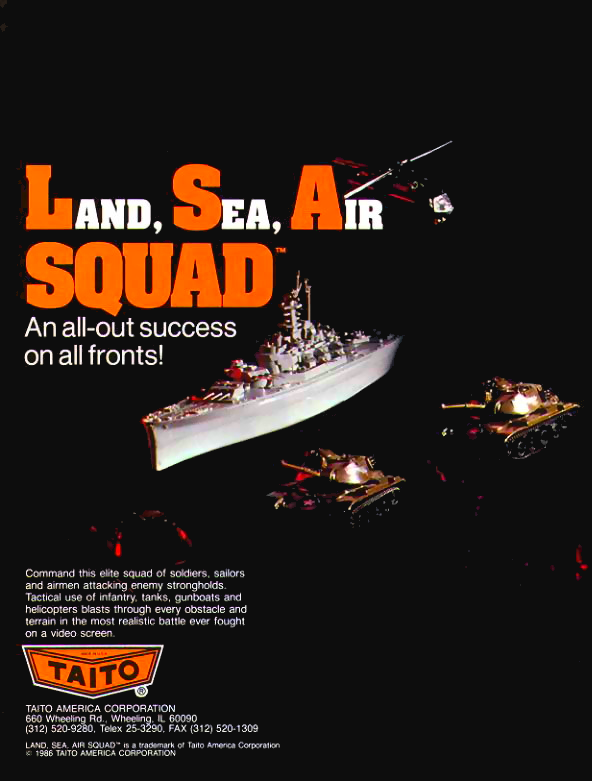 LAND, SEA, AIR
SQUAD™
An all-out success
on all fronts!
Command this elite squad of soldiers, sailors
and airmen attacking enemy strongholds.
Tactical use of infantry, tanks, gunboats and
helicopters blasts through every obstacle and
terrain in the most realistic battle ever fought
on a video screen.
MADE IN U.S.A.
TAITO®
TAITO AMERICA CORPORATION
660 Wheeling Rd., Wheeling, IL 60090
(312) 520-9280, Telex 25-3290, FAX (312) 520-1309
LAND, SEA, AIR SQUAD™ is a trademark of Taito America Corporation
© 1986 TAITO AMERICA CORPORATION